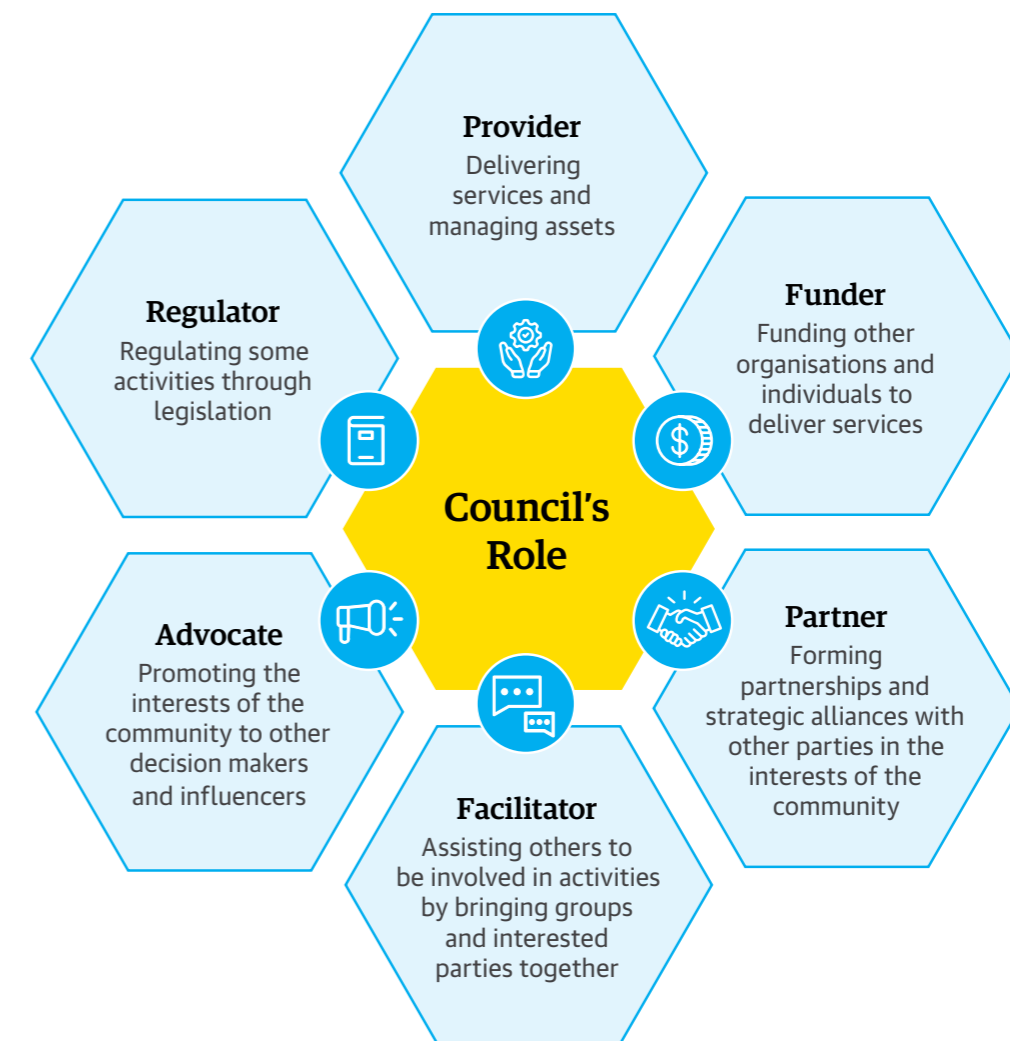 Provider
Delivering
services and
managing assets
Funder
Funding other
organisations and
individuals to
deliver services
Partner
Forming
partnerships and
strategic alliances with
other parties in the
interests of the
community
Facilitator
Assisting others to
be involved in activities
by bringing groups
and interested
parties together
Advocate
Promoting the
interests of the
community to other
decision makers
and influencers
Regulator
Regulating some
activities through
legislation
Council's
Role
$